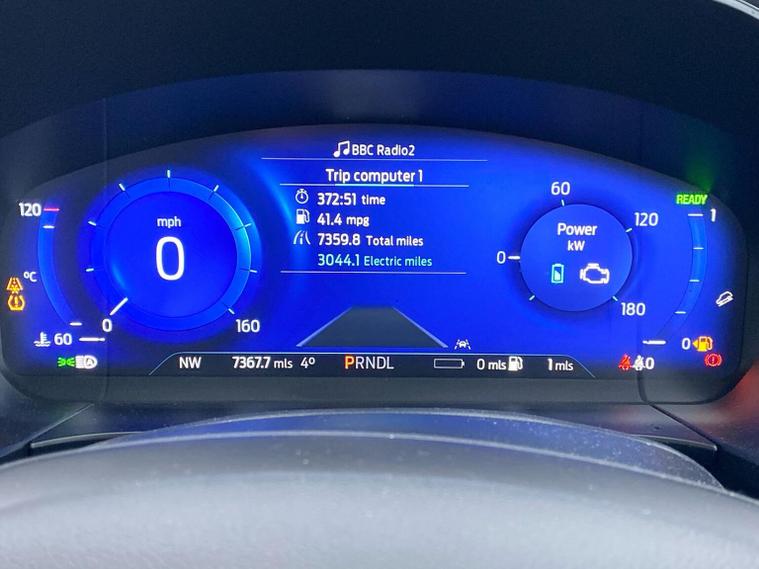 BBC Radio2
Trip computer 1
372:51 time
41.4 mpg
7359.8 Total miles
3044.1 Electric miles
120
°C
60
mph
0
0
160
60
Power
kW
0
120
180
READY
1
0
NW 7367.7 mls 4° PRNDL 0 mls 1 mls
0